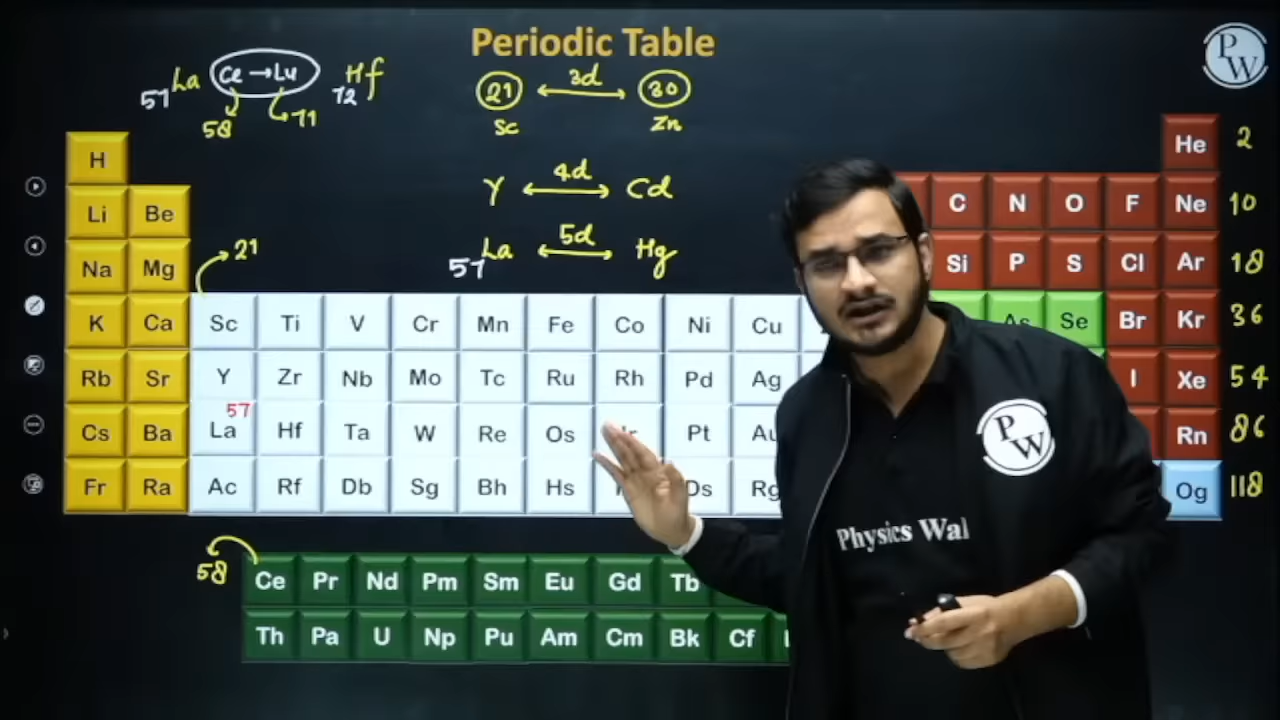 Periodic Table
57La Ce → Lu 72Hf
58 71
21 3d 30
Sc Zn
Y 4d Cd
57La 5d Hg
21
PW
H He 2
Li Be C N O F Ne 10
Na Mg Si P S Cl Ar 18
K Ca Sc Ti V Cr Mn Fe Co Ni Cu As Se Br Kr 36
Rb Sr Y Zr Nb Mo Tc Ru Rh Pd Ag I Xe 54
57
Cs Ba La Hf Ta W Re Os Ir Pt Au Rn 86
Fr Ra Ac Rf Db Sg Bh Hs Ds Rg Og 118
58
Ce Pr Nd Pm Sm Eu Gd Tb
Th Pa U Np Pu Am Cm Bk Cf
PW
Physics Wal